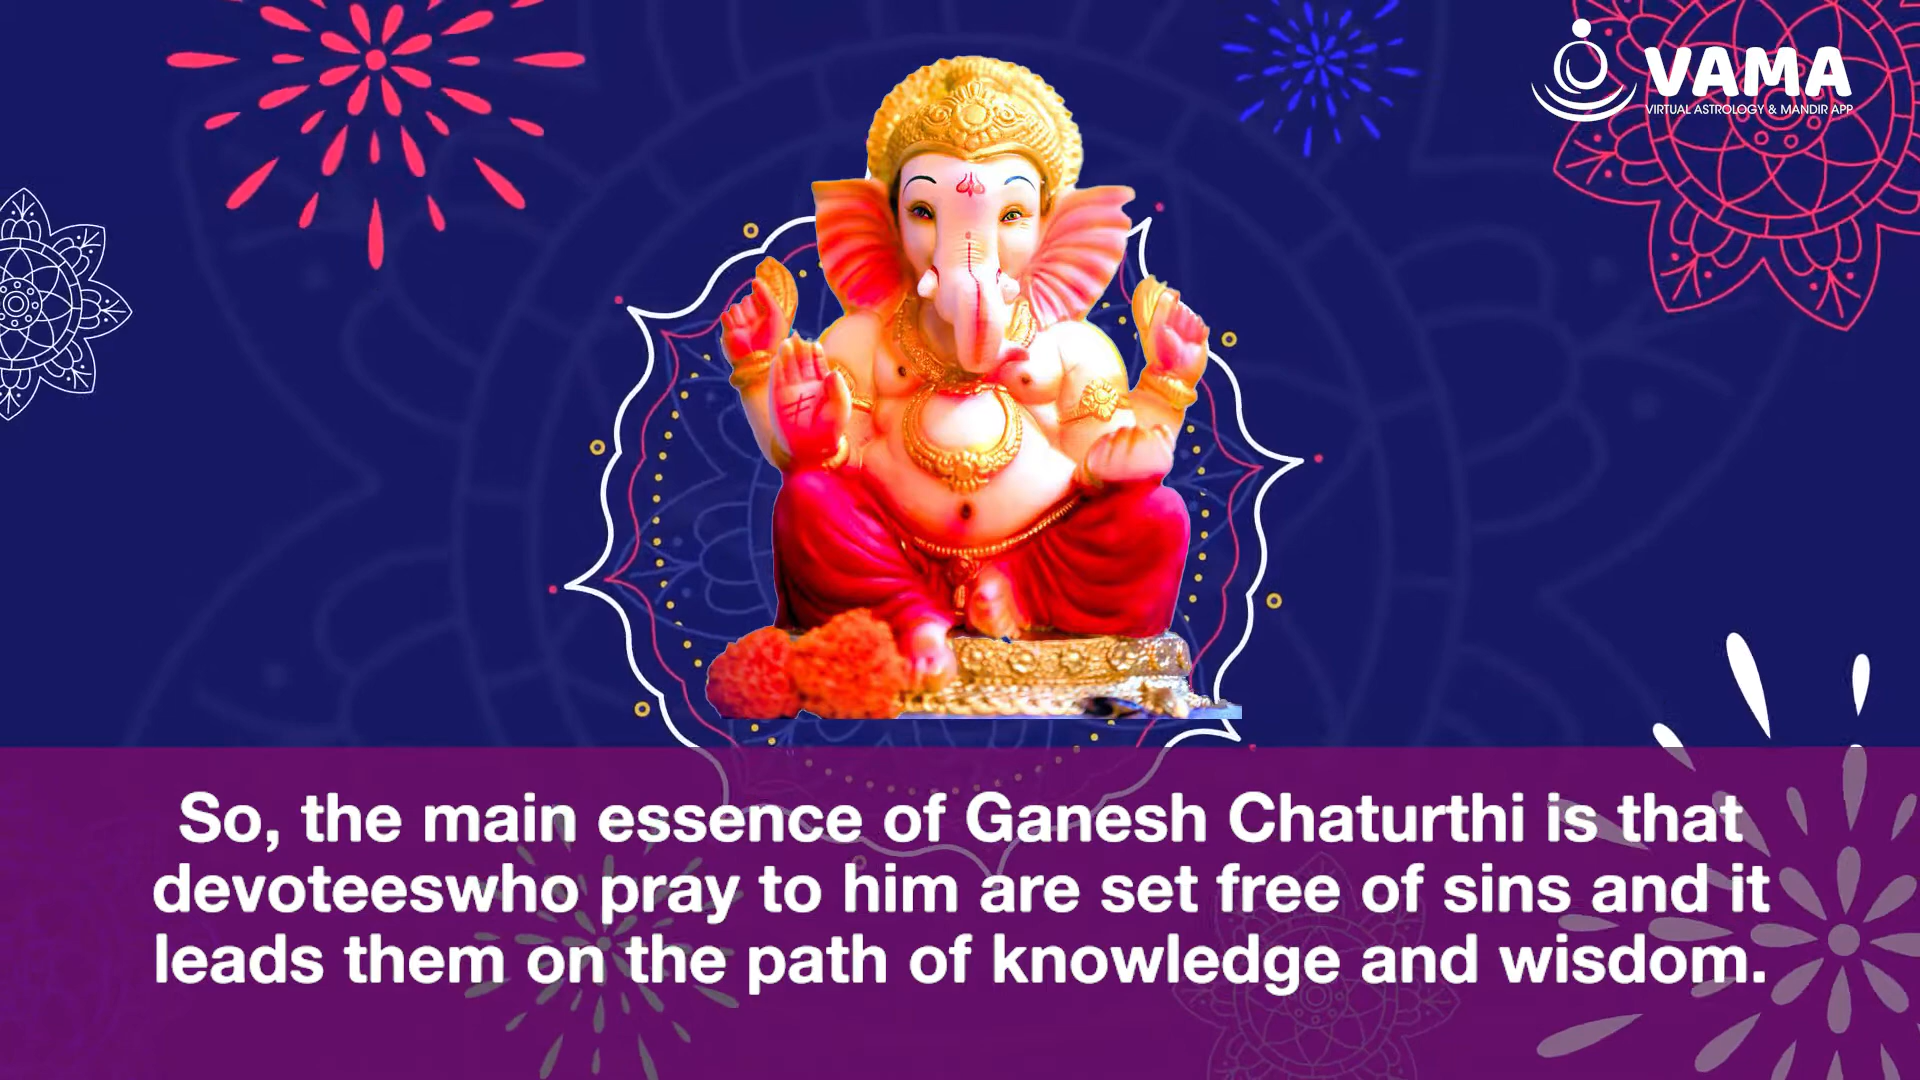 VAMA
VIRTUAL ASTROLOGY & MANDIR APP
So, the main essence of Ganesh Chaturthi is that
devoteeswho pray to him are set free of sins and it
leads them on the path of knowledge and wisdom.